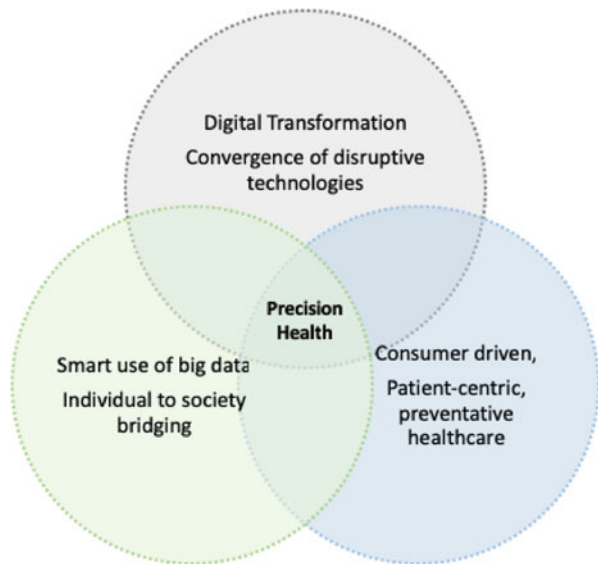 Digital Transformation
Convergence of disruptive
technologies
Precision
Health
Smart use of big data
Individual to society
bridging
Consumer driven,
Patient-centric,
preventative
healthcare